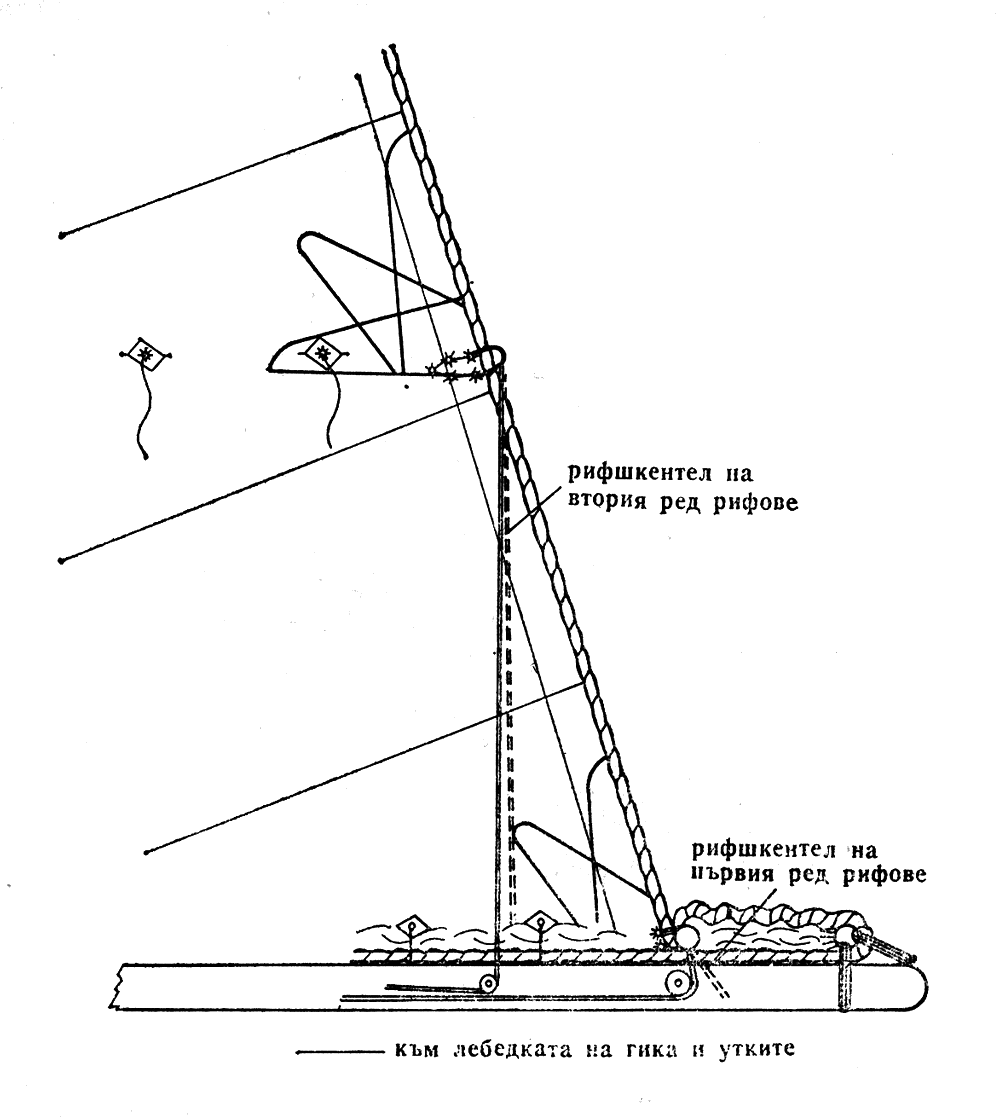 рифшкентел на
втория ред рифове
рифшкентел на
първия ред рифове
към лебедката на гика и утките